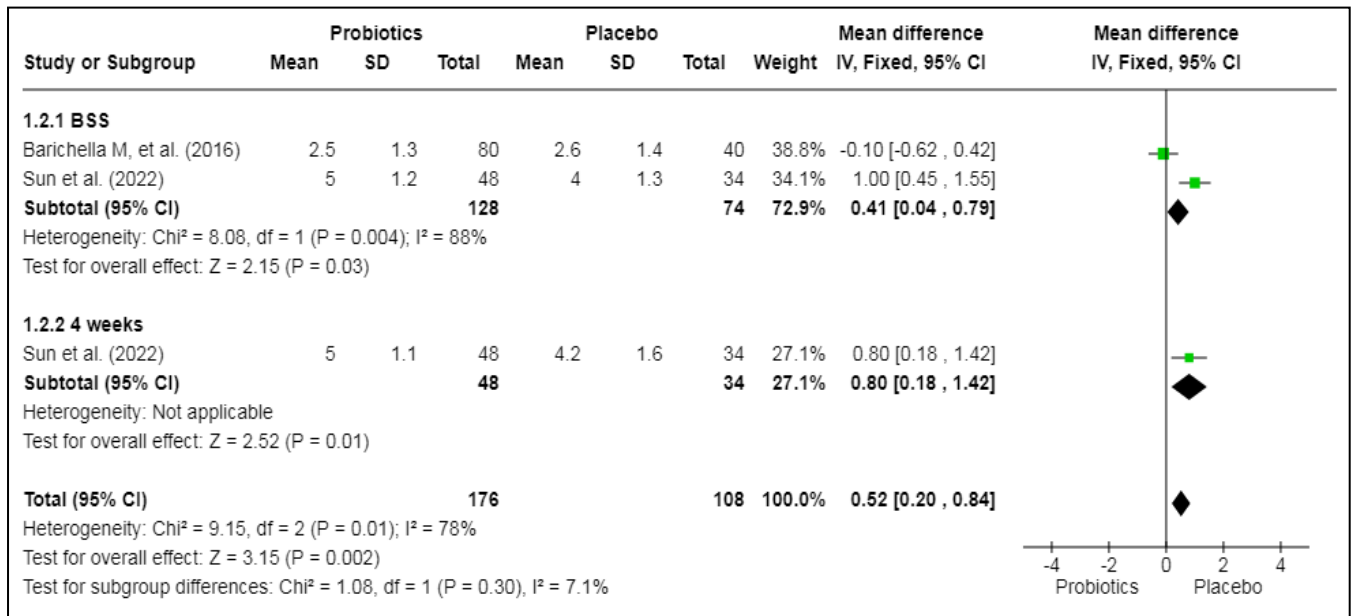 Probiotics Placebo Mean difference Mean difference
Study or Subgroup Mean SD Total Mean SD Total Weight IV, Fixed, 95% CI IV, Fixed, 95% CI
1.2.1 BSS
Barichella M, et al. (2016) 2.5 1.3 80 2.6 1.4 40 38.8% -0.10 [-0.62 , 0.42]
Sun et al. (2022) 5 1.2 48 4 1.3 34 34.1% 1.00 [0.45 , 1.55]
Subtotal (95% CI) 128 74 72.9% 0.41 [0.04 , 0.79]
Heterogeneity: Chi² = 8.08, df = 1 (P = 0.004); I² = 88%
Test for overall effect: Z = 2.15 (P = 0.03)
1.2.2 4 weeks
Sun et al. (2022) 5 1.1 48 4.2 1.6 34 27.1% 0.80 [0.18 , 1.42]
Subtotal (95% CI) 48 34 27.1% 0.80 [0.18 , 1.42]
Heterogeneity: Not applicable
Test for overall effect: Z = 2.52 (P = 0.01)
Total (95% CI) 176 108 100.0% 0.52 [0.20 , 0.84]
Heterogeneity: Chi² = 9.15, df = 2 (P = 0.01); I² = 78%
Test for overall effect: Z = 3.15 (P = 0.002)
Test for subgroup differences: Chi² = 1.08, df = 1 (P = 0.30), I² = 7.1%
-4 -2 0 2 4
Probiotics Placebo